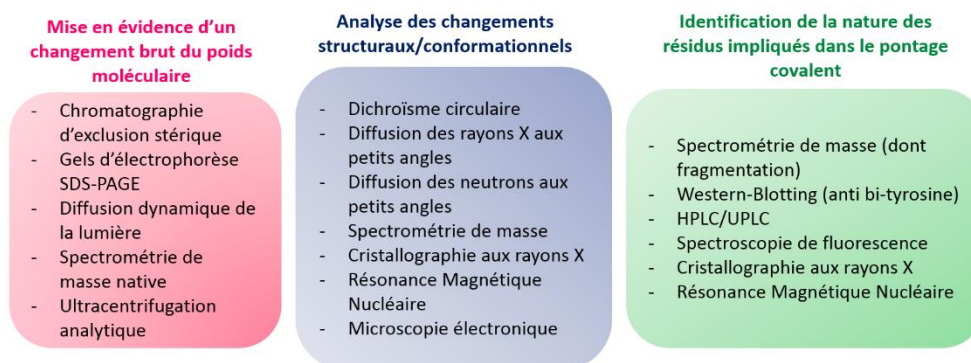 Mise en évidence d'un
changement brut du poids
moléculaire
- Chromatographie
d'exclusion stérique
- Gels d'électrophorèse
SDS-PAGE
- Diffusion dynamique de
la lumière
- Spectrométrie de
masse native
- Ultracentrifugation
analytique
Analyse des changements
structuraux/conformationnels
- Dichroïsme circulaire
- Diffusion des rayons X aux
petits angles
- Diffusion des neutrons aux
petits angles
- Spectrométrie de masse
- Cristallographie aux rayons X
- Résonance Magnétique
Nucléaire
- Microscopie électronique
Identification de la nature des
résidus impliqués dans le pontage
covalent
- Spectrométrie de masse (dont
fragmentation)
- Western-Blotting (anti bi-tyrosine)
- HPLC/UPLC
- Spectroscopie de fluorescence
- Cristallographie aux rayons X
- Résonance Magnétique Nucléaire